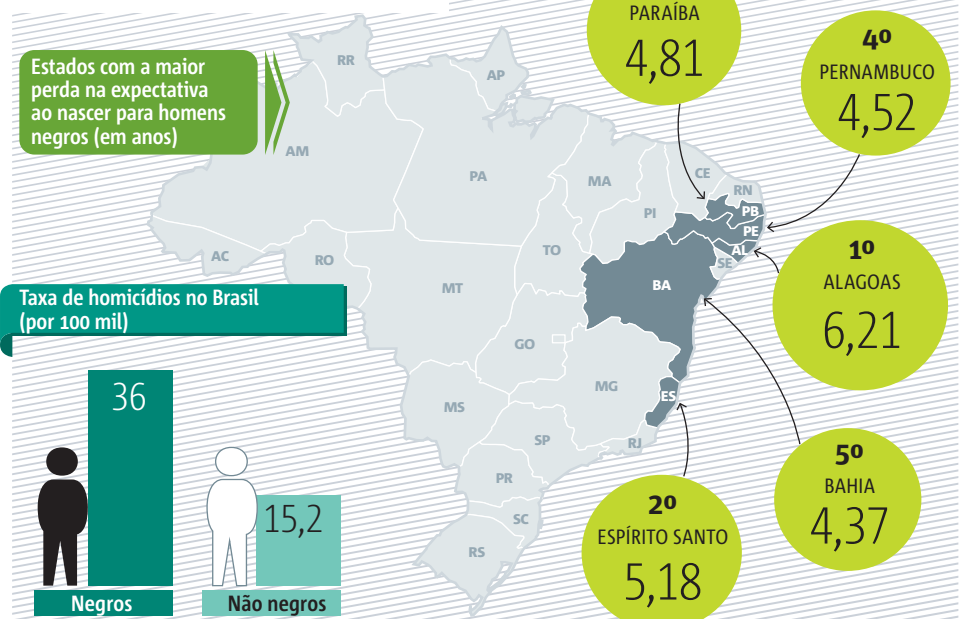 Estados com a maior
perda na expectativa
ao nascer para homens
negros (em anos)
PARAÍBA
4,81
4º
PERNAMBUCO
4,52
1º
ALAGOAS
6,21
5º
BAHIA
4,37
2º
ESPÍRITO SANTO
5,18
RR
AP
AM
PA
MA
CE
RN
PI
PB
PE
AL
SE
AC
RO
TO
BA
MT
GO
MG
ES
MS
SP
RJ
PR
SC
RS
Taxa de homicídios no Brasil
(por 100 mil)
36
15,2
Negros
Não negros